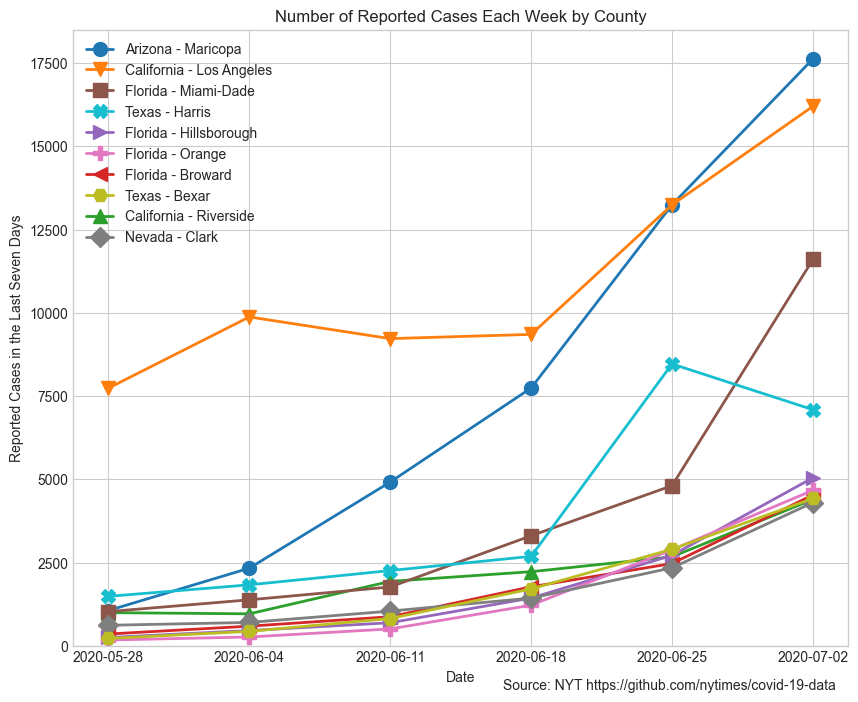 Number of Reported Cases Each Week by County
Arizona - Maricopa
California - Los Angeles
Florida - Miami-Dade
Texas - Harris
Florida - Hillsborough
Florida - Orange
Florida - Broward
Texas - Bexar
California - Riverside
Nevada - Clark
Reported Cases in the Last Seven Days
17500
15000
12500
10000
7500
5000
2500
0
2020-05-28 2020-06-04 2020-06-11 2020-06-18 2020-06-25 2020-07-02
Date
Source: NYT https://github.com/nytimes/covid-19-data